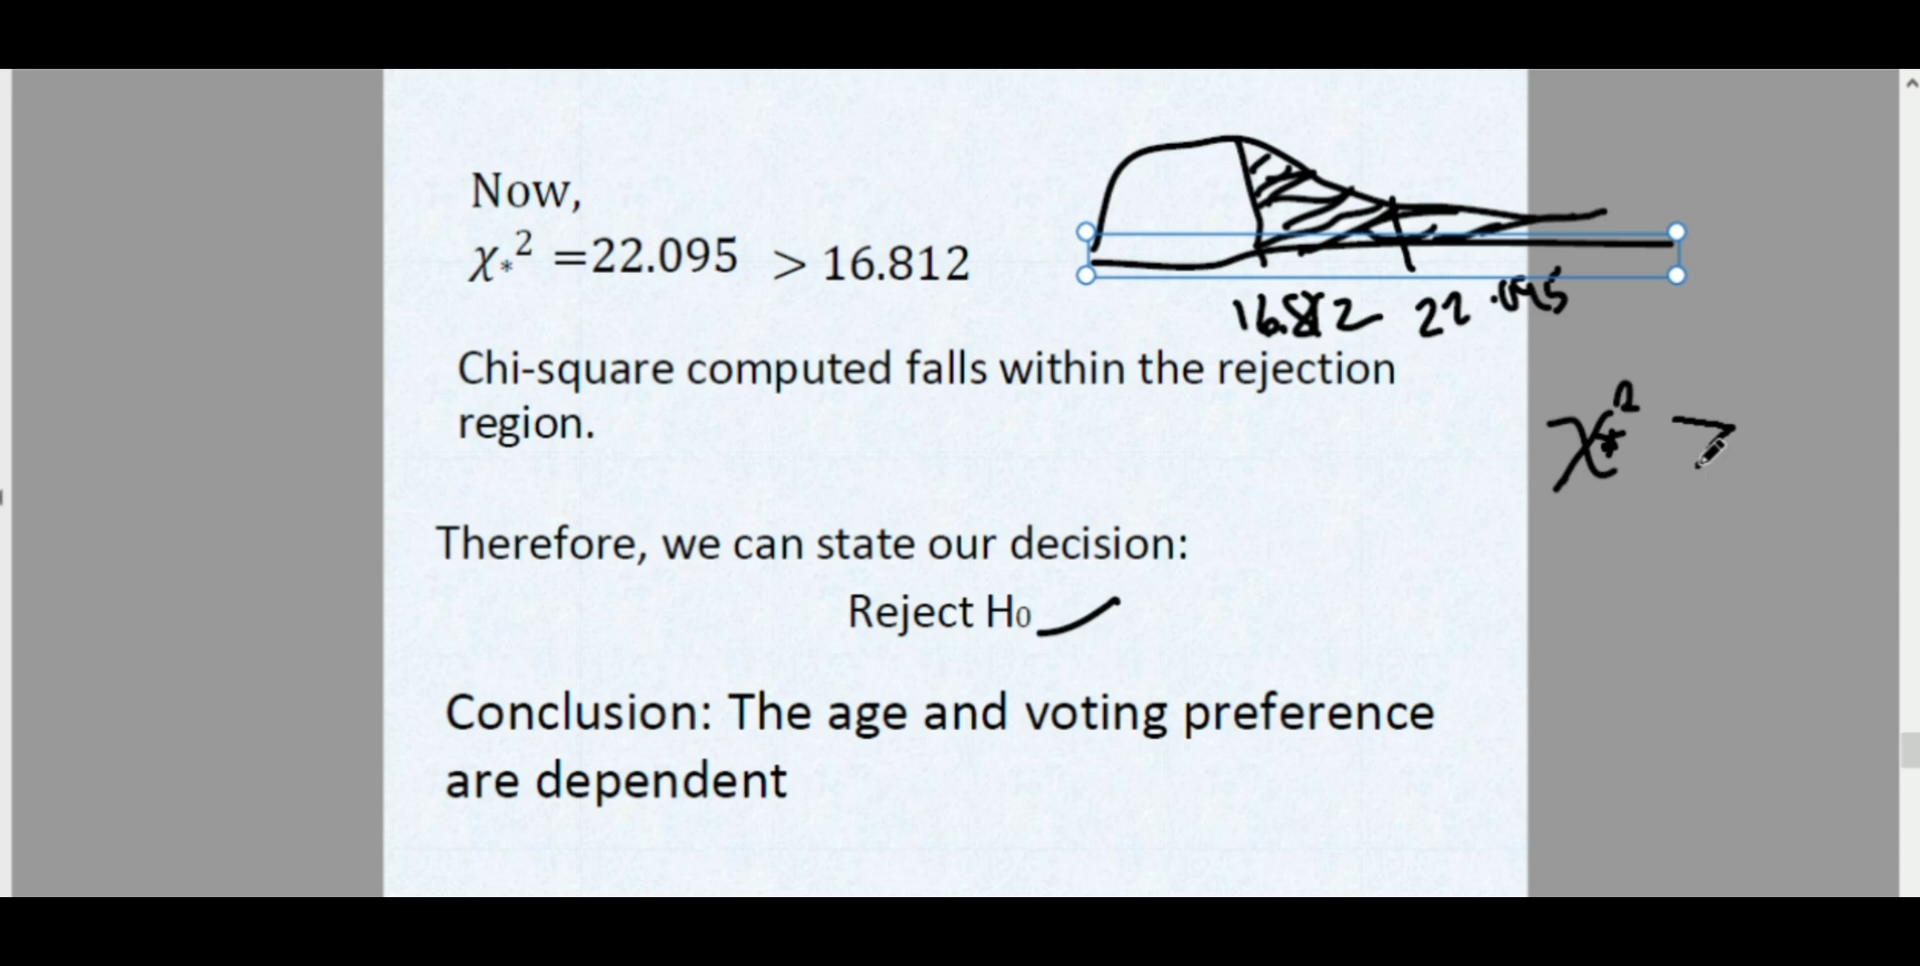 Now,
χ*² =22.095 > 16.812
16.812 22.095
Chi-square computed falls within the rejection
region.
χ*² >
Therefore, we can state our decision:
Reject H₀
Conclusion: The age and voting preference
are dependent